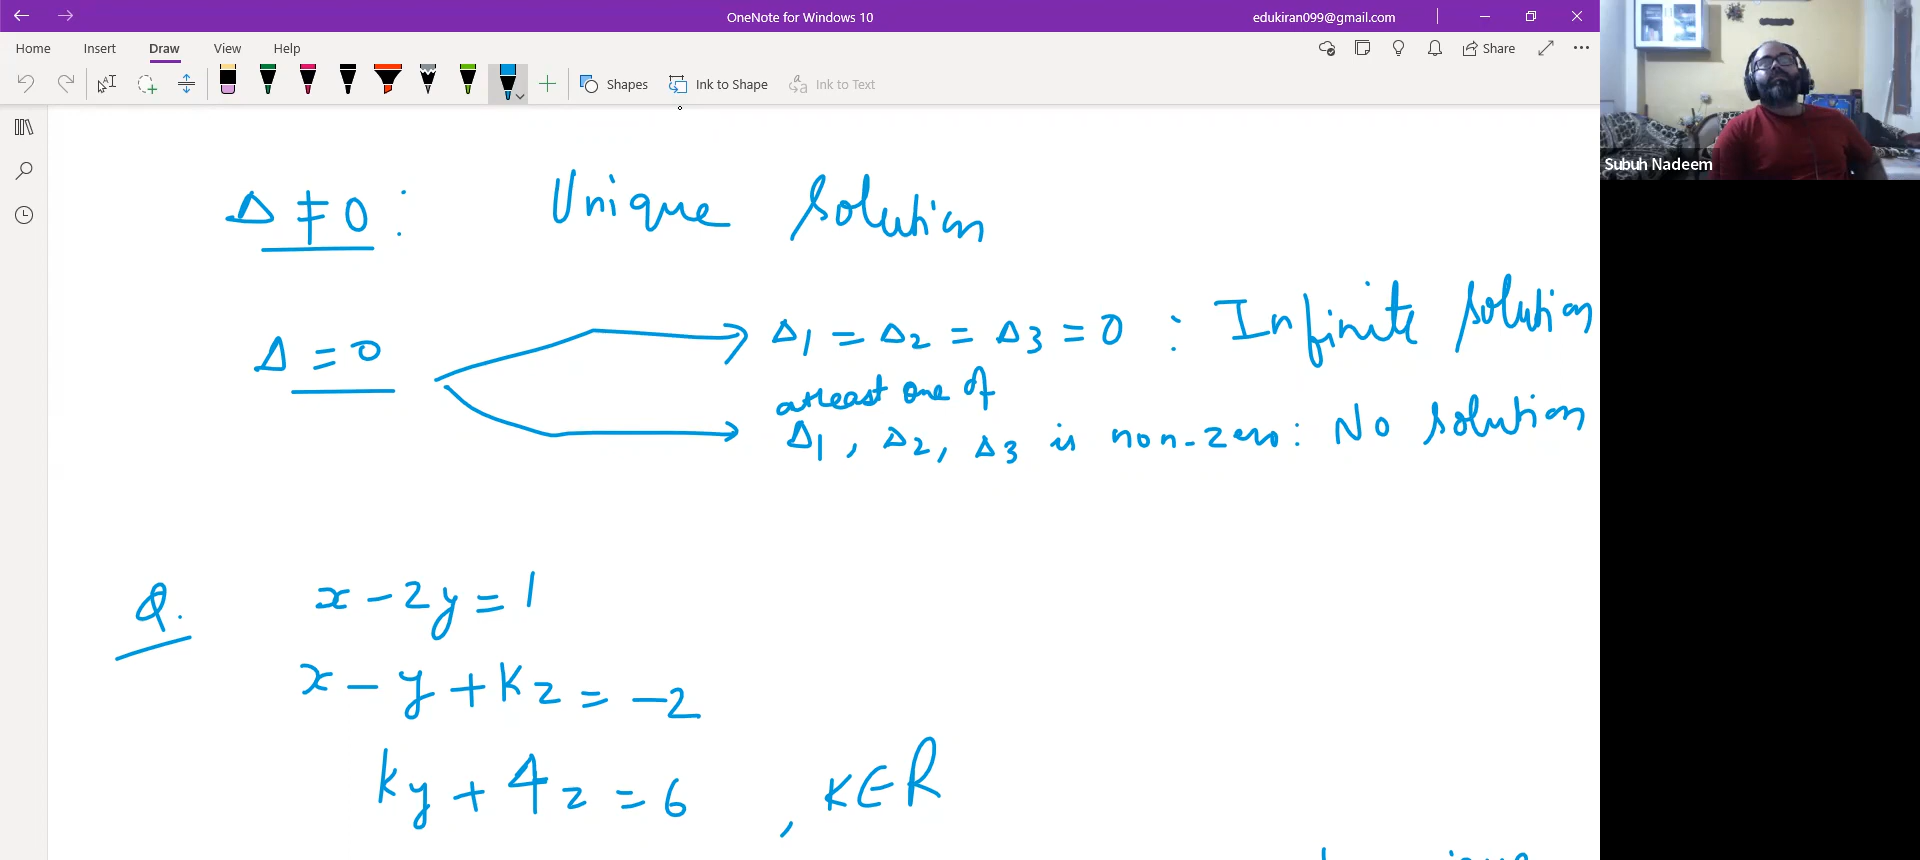 OneNote for Windows 10
edukiran099@gmail.com
Home Insert Draw View Help
Share
Shapes Ink to Shape Ink to Text
Subuh Nadeem
Δ ≠ 0 : Unique solution
Δ = 0
Δ1 = Δ2 = Δ3 = 0 : Infinite solution
atleast one of
Δ1, Δ2, Δ3 is non-zero: No solution
Q. x - 2y = 1
x - y + kz = -2
ky + 4z = 6 , K∈R